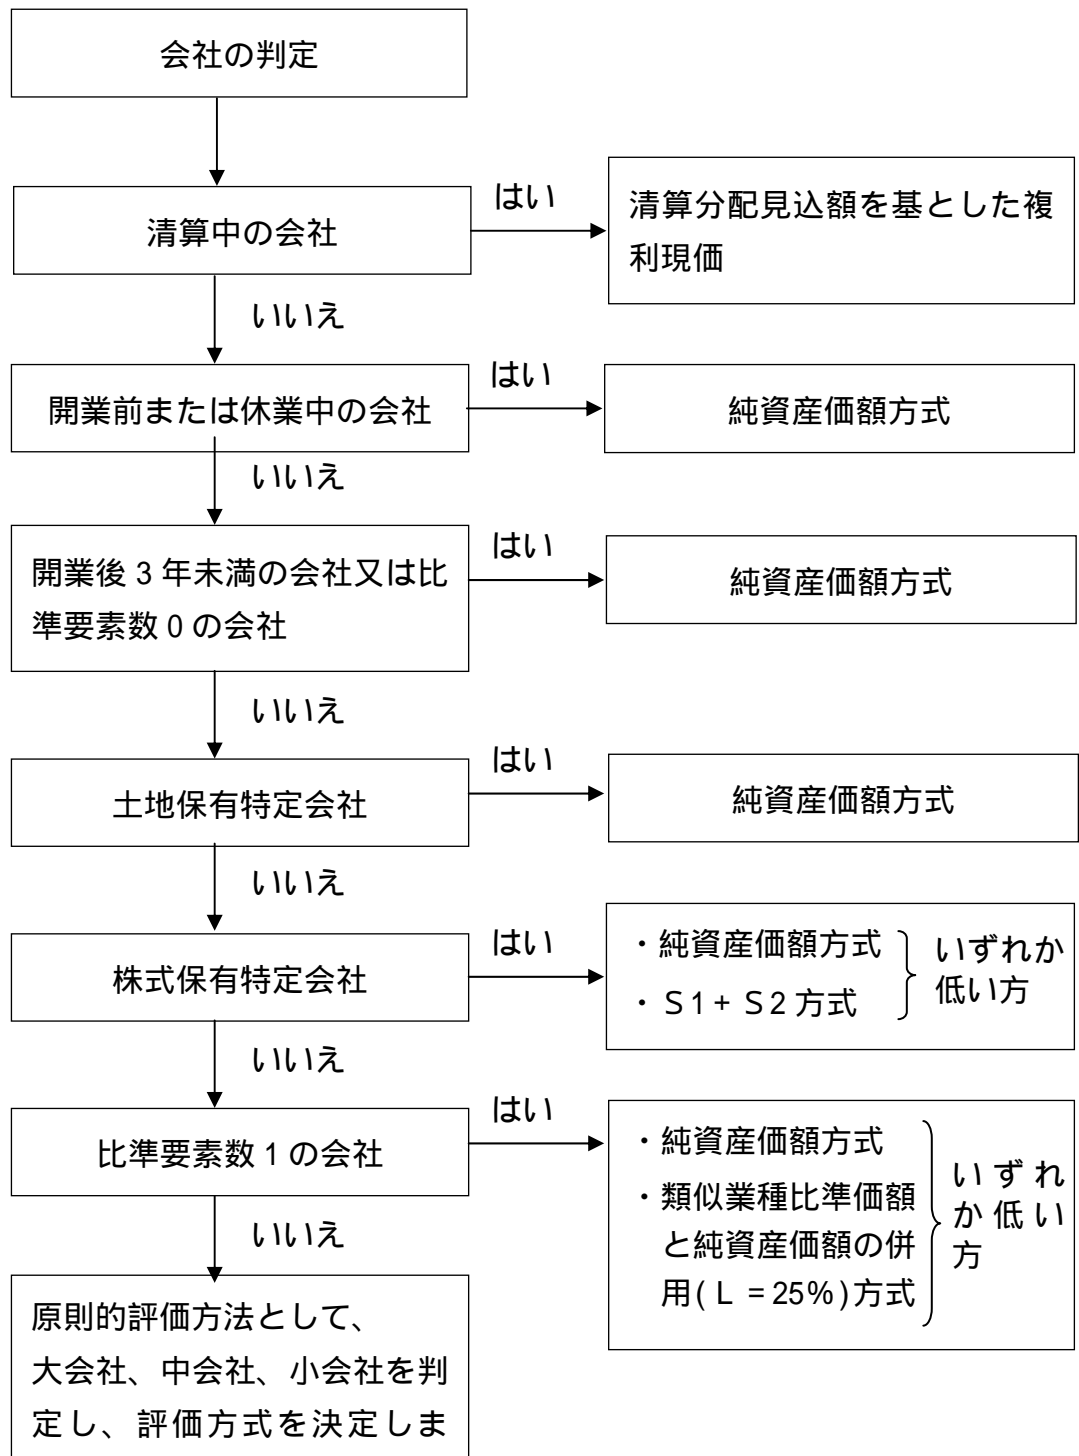 会社の判定
清算中の会社
はい
清算分配見込額を基とした複
利現価
いいえ
開業前または休業中の会社
はい
純資産価額方式
いいえ
開業後3年未満の会社又は比
準要素数0の会社
はい
純資産価額方式
いいえ
土地保有特定会社
はい
純資産価額方式
いいえ
株式保有特定会社
はい
・純資産価額方式
・S1+S2方式
いずれか
低い方
いいえ
比準要素数1の会社
はい
・純資産価額方式
・類似業種比準価額
と純資産価額の併
用(L=25%)方式
いずれ
か低い
方
いいえ
原則的評価方法として、
大会社、中会社、小会社を判
定し、評価方式を決定しま